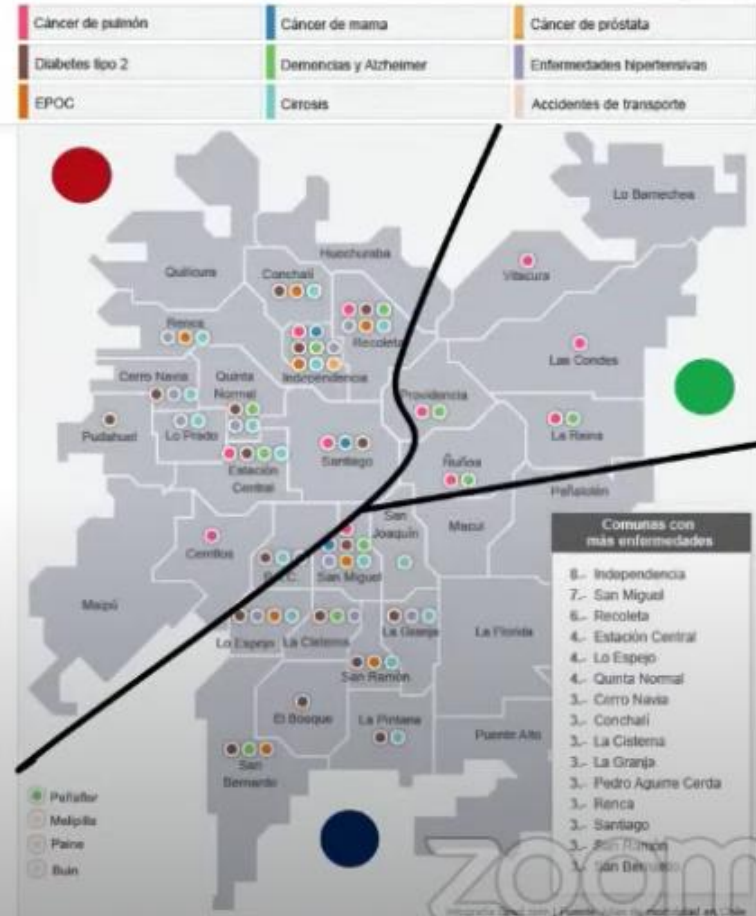 Cáncer de pulmón
Cáncer de mama
Cáncer de próstata
Diabetes tipo 2
Demencias y Alzheimer
Enfermedades hipertensivas
EPOC
Cirrosis
Accidentes de transporte
Lo Barnechea
Huechuraba
Quilicura
Conchalí
Vitacura
Renca
Recoleta
Las Condes
Cerro Navia
Quinta
Normal
Independencia
Providencia
Pudahuel
Lo Prado
La Reina
Estación
Central
Santiago
Ñuñoa
Peñalolén
San
Joaquín
Macul
Cerrillos
San Miguel
Maipú
Lo Espejo
La Cisterna
La Granja
La Florida
San Ramón
El Bosque
La Pintana
Puente Alto
San
Bernardo
Comunas con
más enfermedades
8.- Independencia
7.- San Miguel
6.- Recoleta
4.- Estación Central
4.- Lo Espejo
4.- Quinta Normal
3.- Cerro Navia
3.- Conchalí
3.- La Cisterna
3.- La Granja
3.- Pedro Aguirre Cerda
3.- Renca
3.- Santiago
3.- San Ramón
3.- San Bernardo
Peñaflor
Melipilla
Paine
Buin
zoom